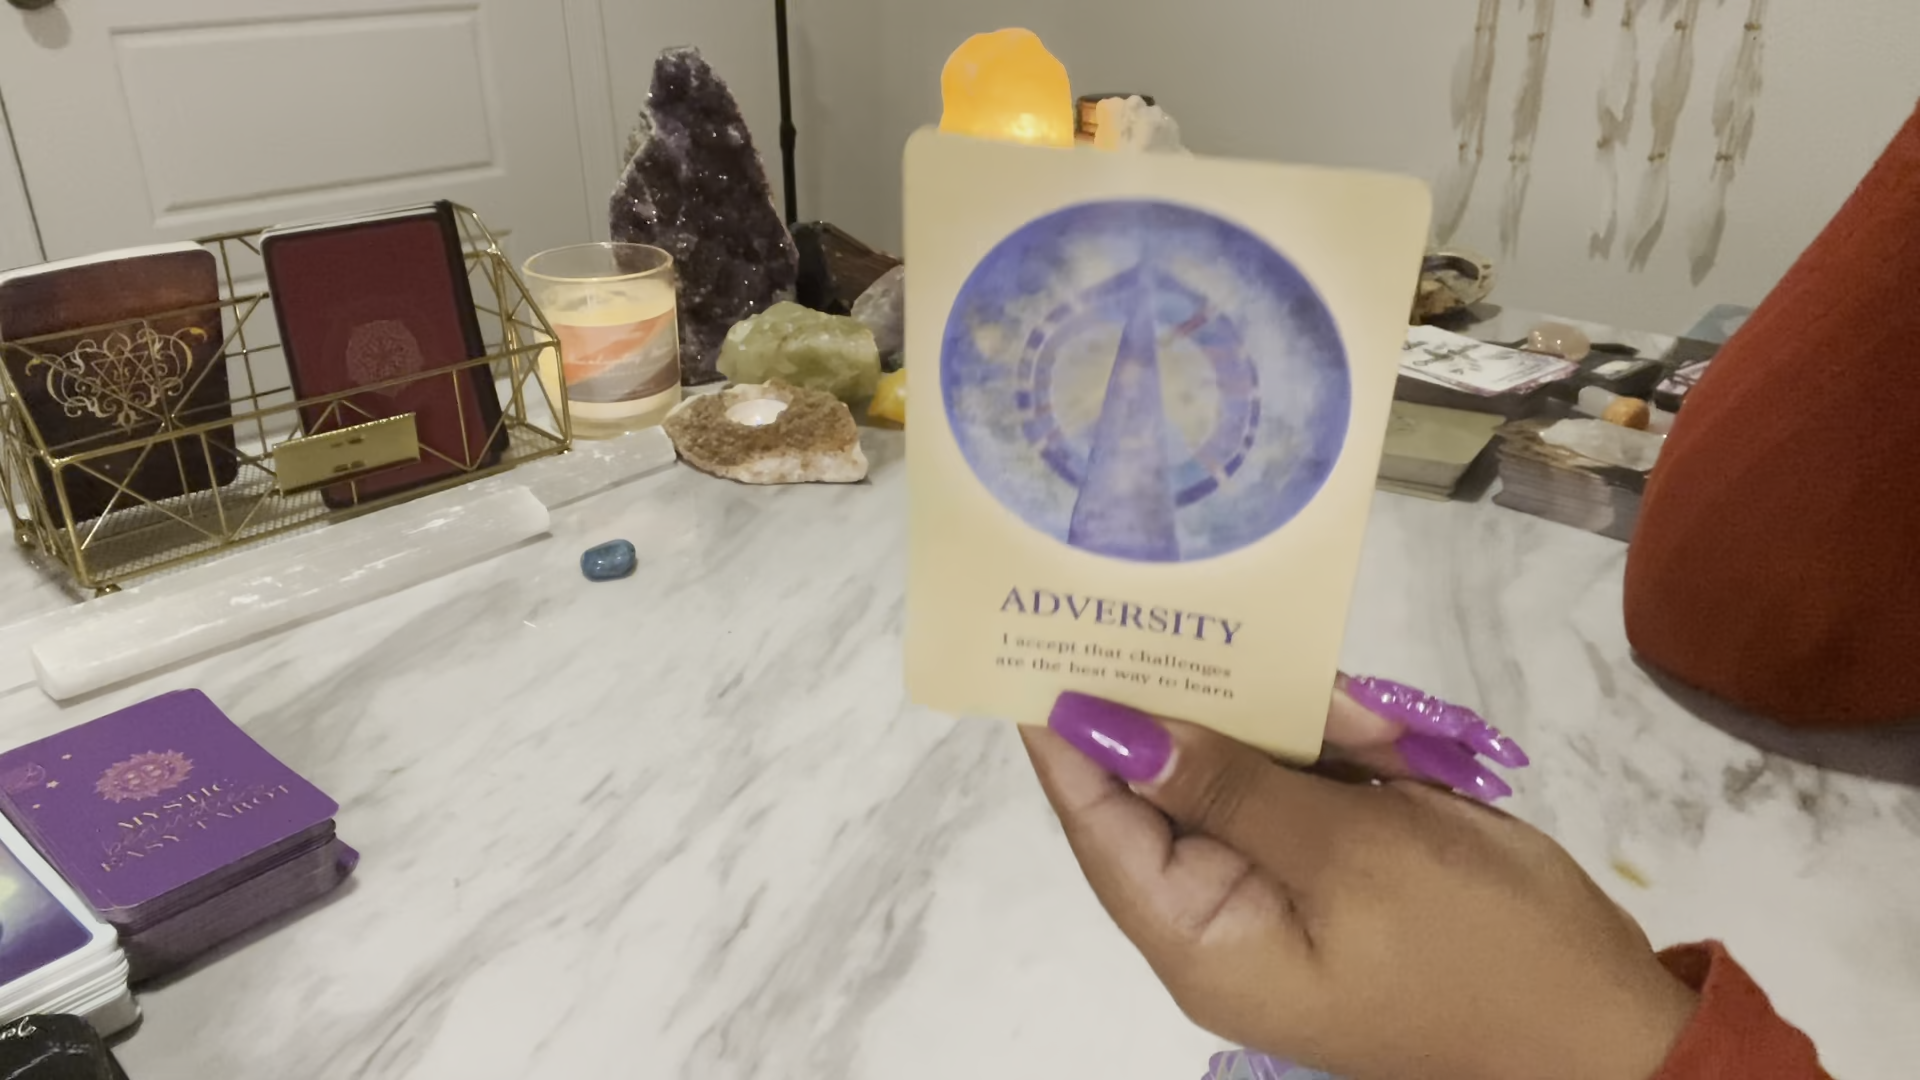 ADVERSITY
I accept that challenges
are the best way to learn
MYSTIC
EASY TAROT